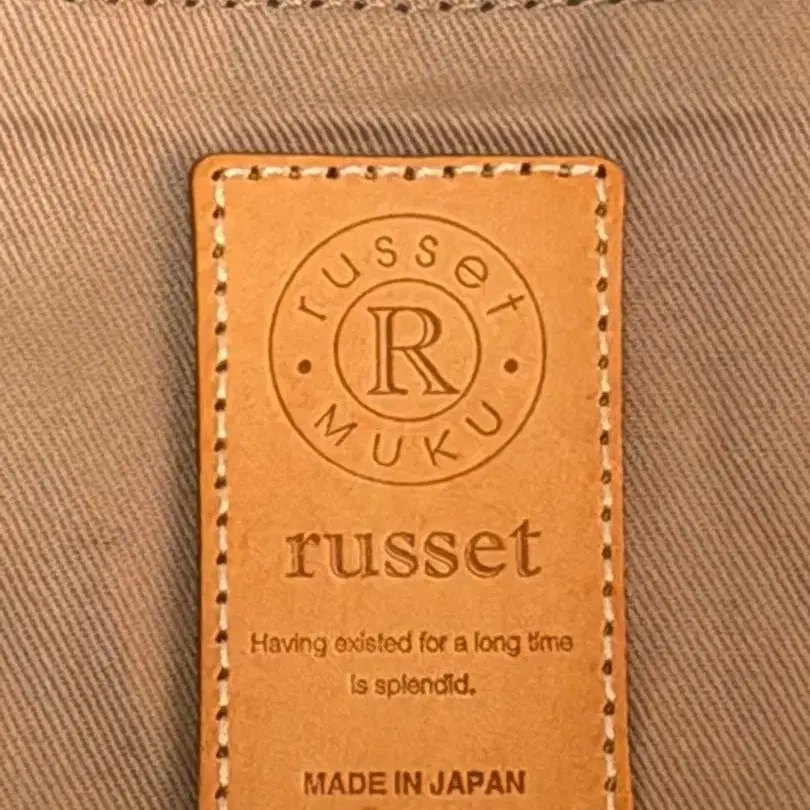 russet
R
MUKU
russet
Having existed for a long time
is splendid.
MADE IN JAPAN